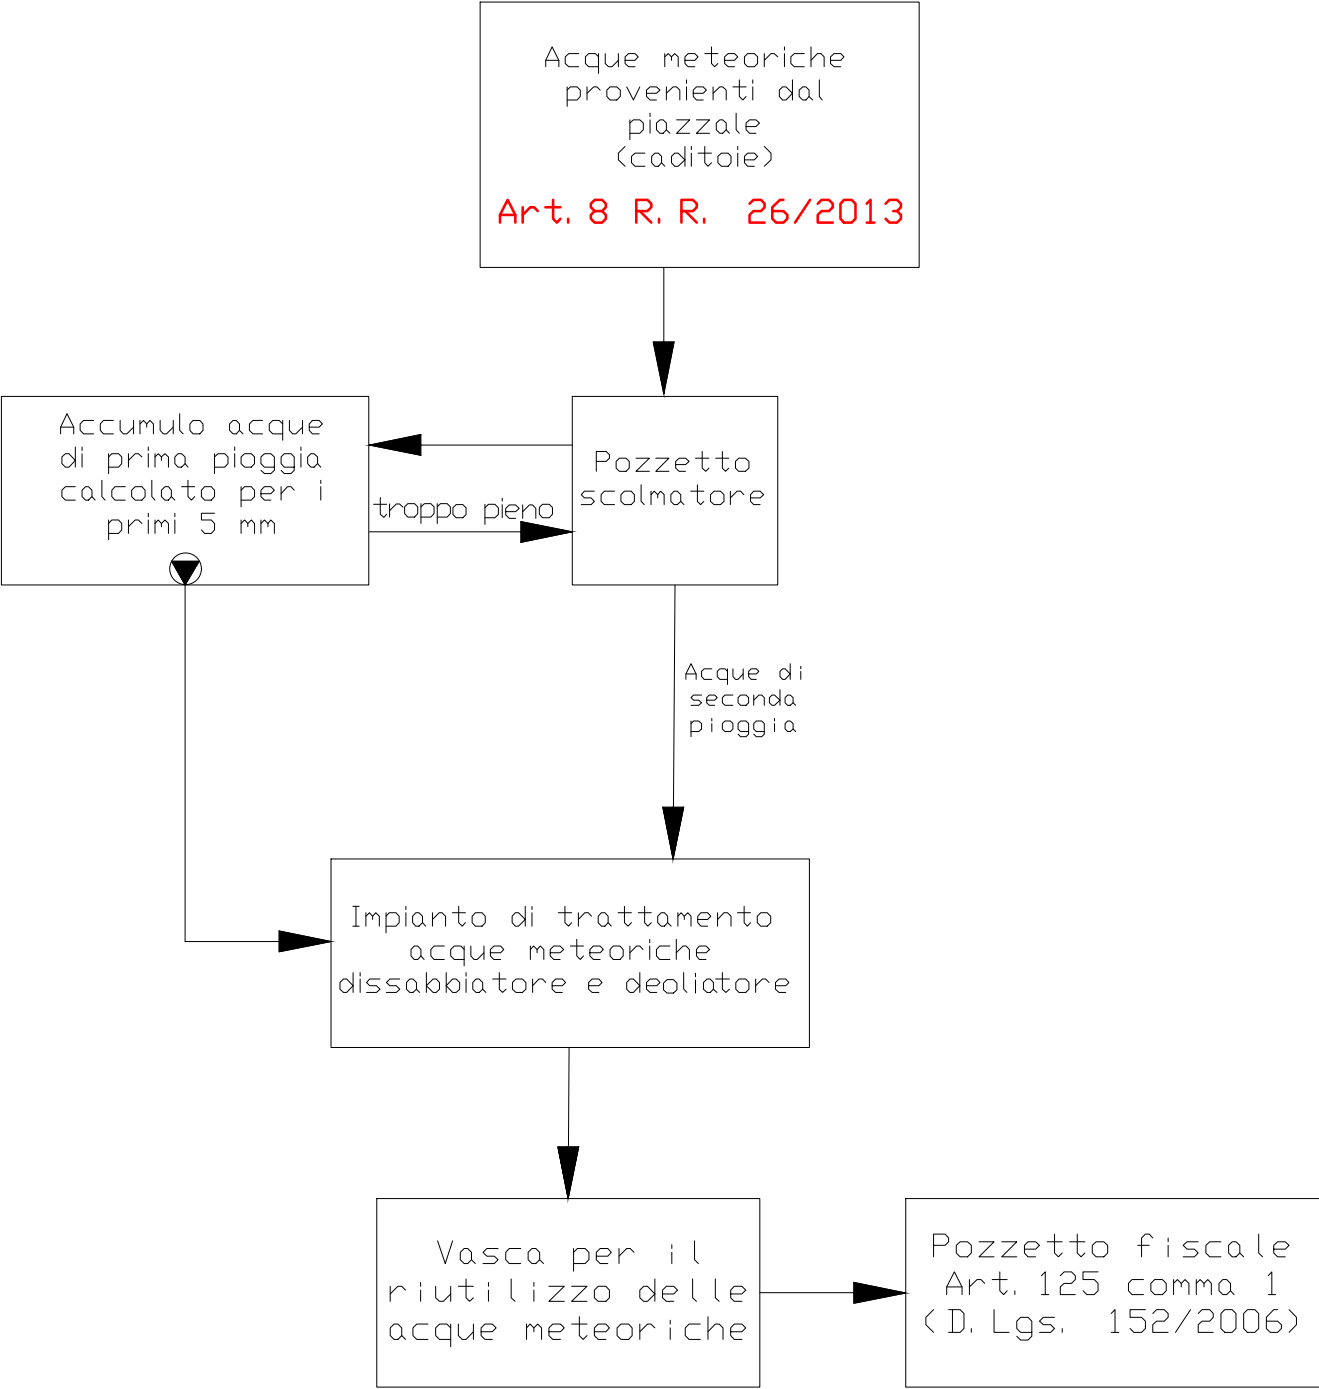 Acque meteoriche
provenienti dal
piazzale
(caditoie)
Art. 8 R. R. 26/2013
Accumulo acque
di prima pioggia
calcolato per i
primi 5 mm
troppo pieno
Pozzetto
scolmatore
Acque di
seconda
pioggia
Impianto di trattamento
acque meteoriche
dissabbiatore e deoliatore
Vasca per il
riutilizzo delle
acque meteoriche
Pozzetto fiscale
Art. 125 comma 1
( D. Lgs. 152/2006)